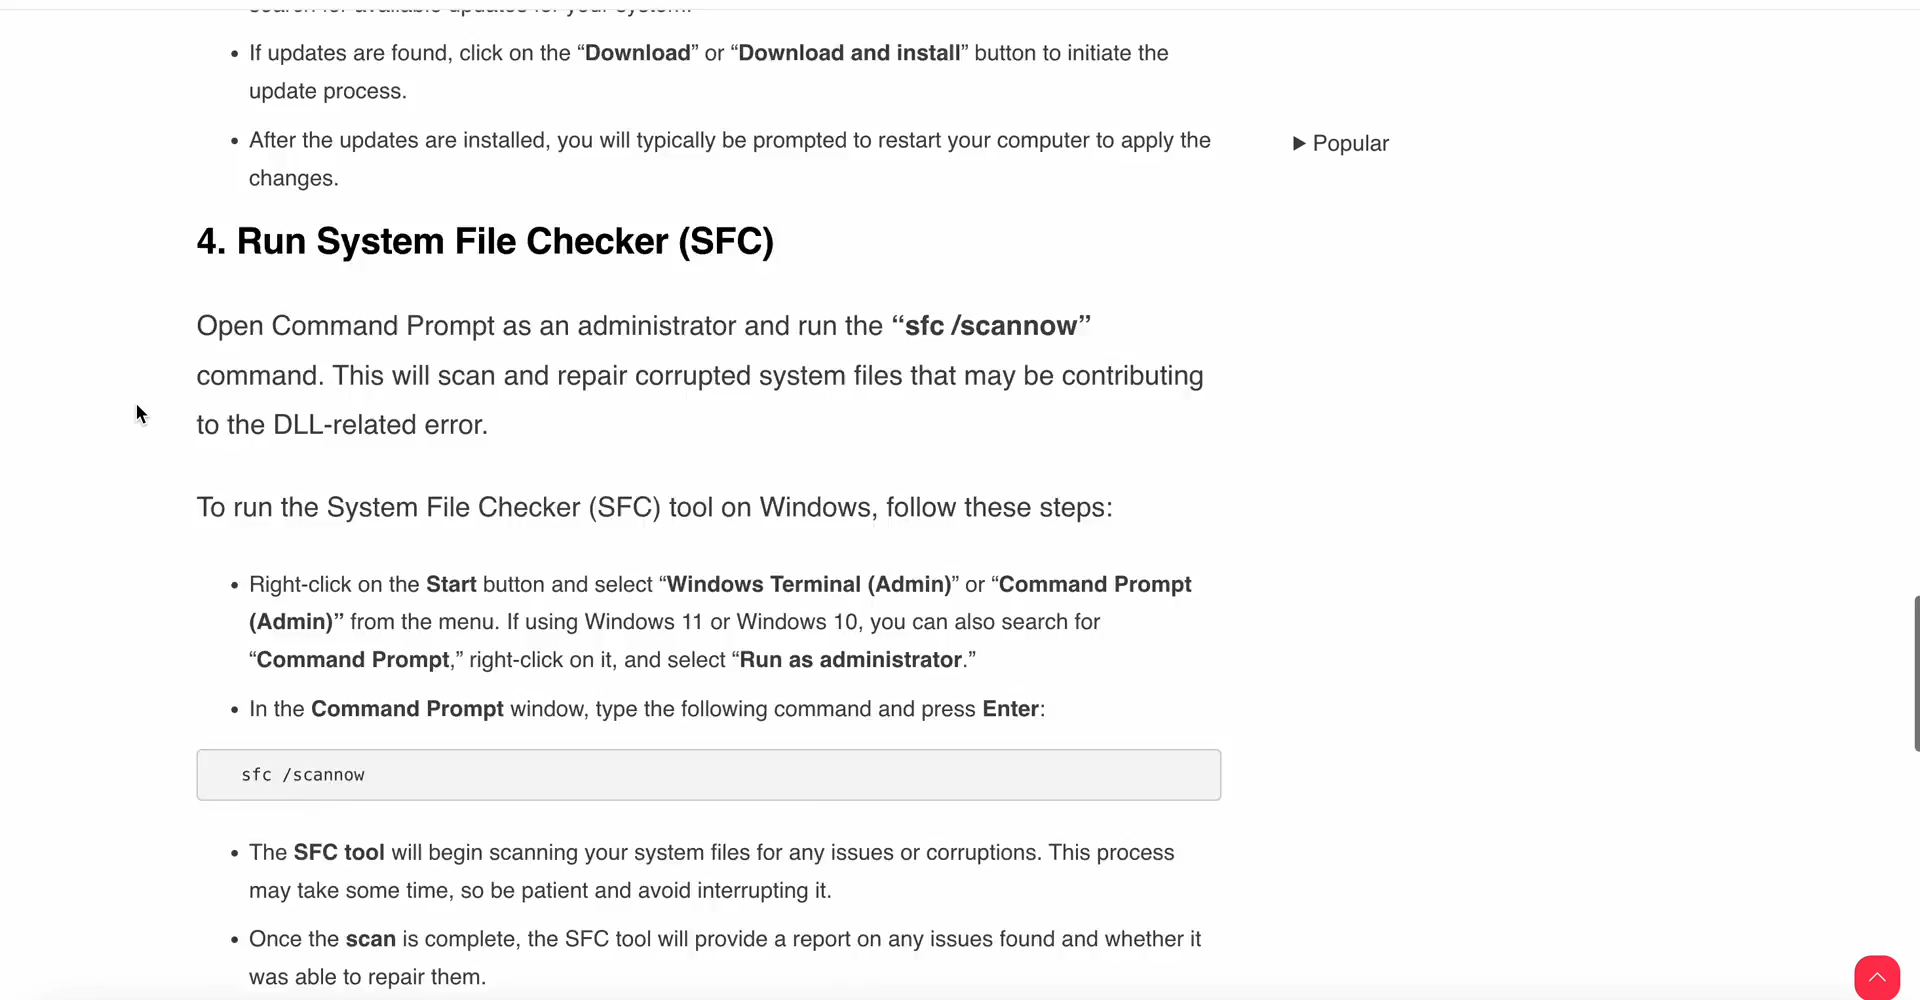 search for available updates for your system.
• If updates are found, click on the “Download” or “Download and install” button to initiate the
update process.
• After the updates are installed, you will typically be prompted to restart your computer to apply the
changes.
▶ Popular
4. Run System File Checker (SFC)
Open Command Prompt as an administrator and run the “sfc /scannow”
command. This will scan and repair corrupted system files that may be contributing
to the DLL-related error.
To run the System File Checker (SFC) tool on Windows, follow these steps:
• Right-click on the Start button and select “Windows Terminal (Admin)” or “Command Prompt
(Admin)” from the menu. If using Windows 11 or Windows 10, you can also search for
“Command Prompt,” right-click on it, and select “Run as administrator.”
• In the Command Prompt window, type the following command and press Enter:
sfc /scannow
• The SFC tool will begin scanning your system files for any issues or corruptions. This process
may take some time, so be patient and avoid interrupting it.
• Once the scan is complete, the SFC tool will provide a report on any issues found and whether it
was able to repair them.